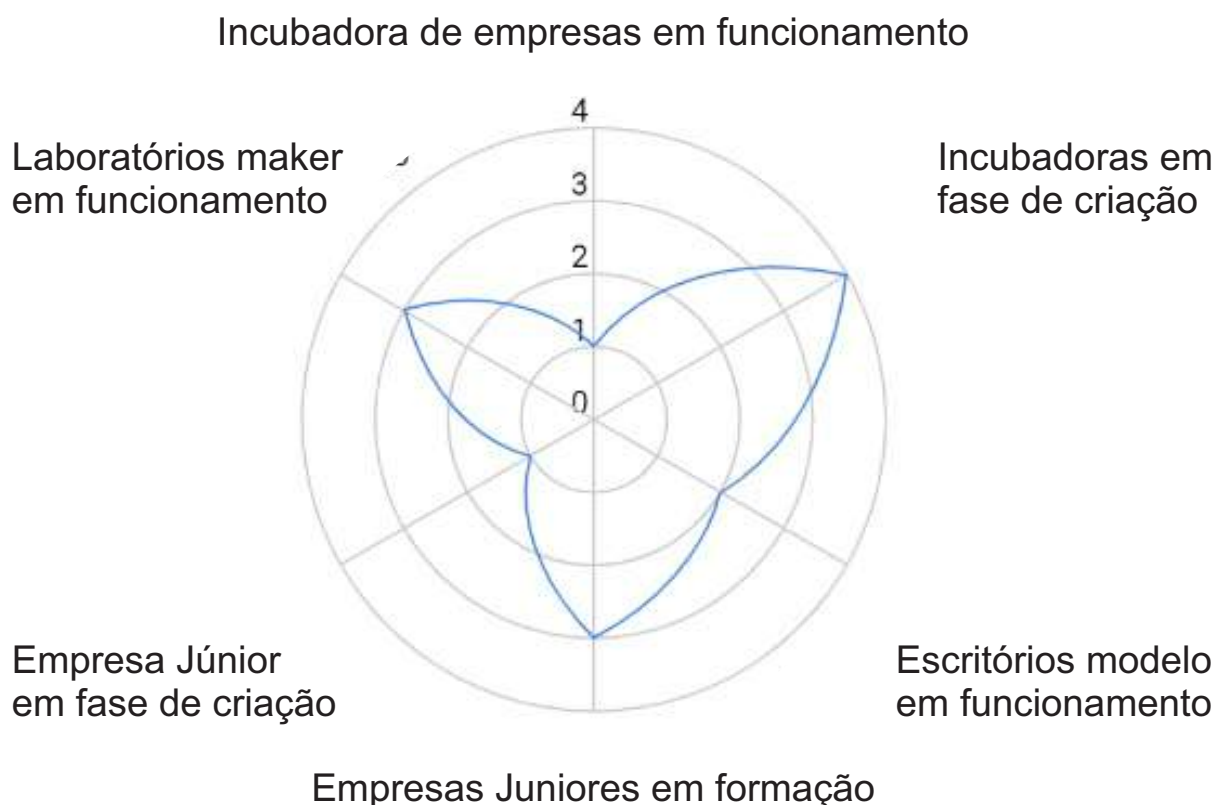 Incubadora de empresas em funcionamento
4
Laboratórios maker
em funcionamento
Incubadoras em
fase de criação
3
2
1
0
Empresa Júnior
em fase de criação
Escritórios modelo
em funcionamento
Empresas Juniores em formação